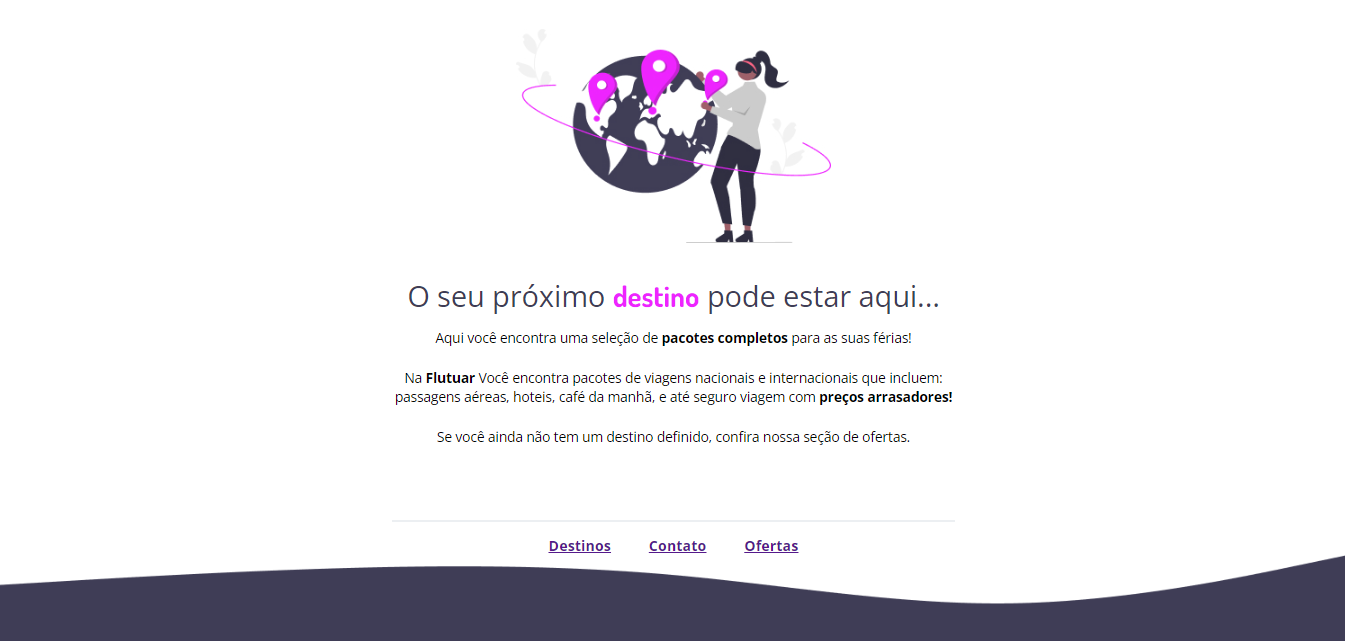 O seu próximo destino pode estar aqui...
Aqui você encontra uma seleção de pacotes completos para as suas férias!
Na Flutuar Você encontra pacotes de viagens nacionais e internacionais que incluem:
passagens aéreas, hoteis, café da manhã, e até seguro viagem com preços arrasadores!
Se você ainda não tem um destino definido, confira nossa seção de ofertas.
Destinos Contato Ofertas